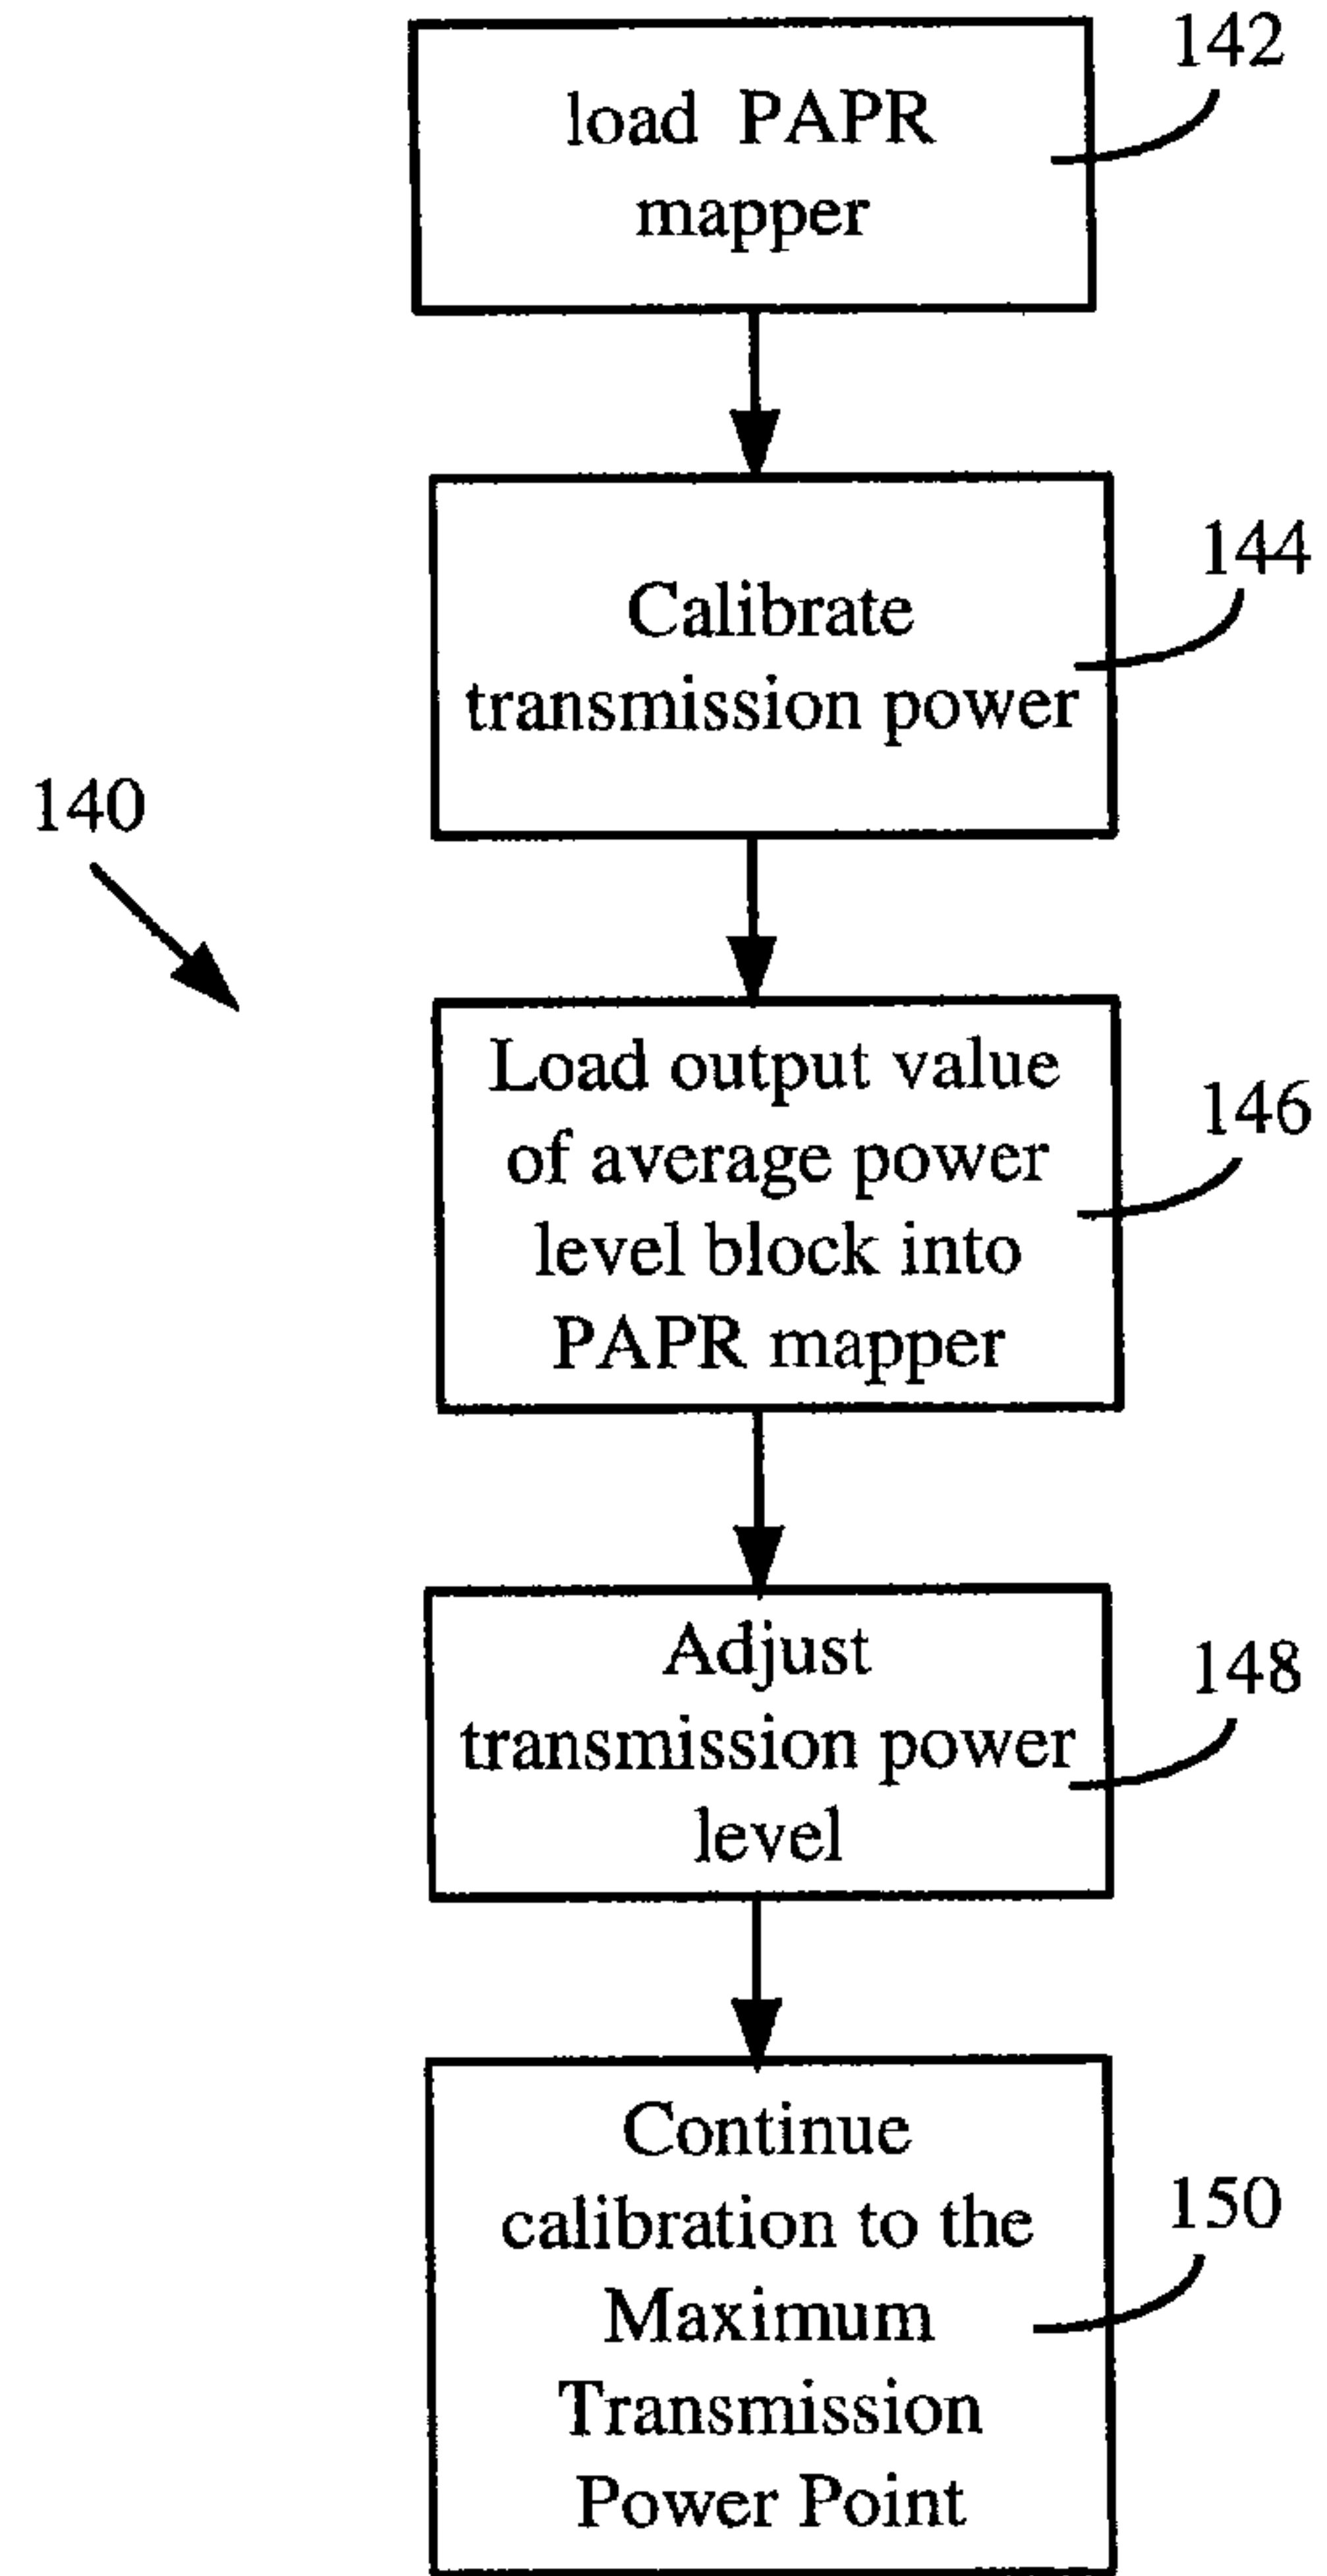 load PAPR
mapper
142
Calibrate
transmission power
144
140
Load output value
of average power
level block into
PAPR mapper
146
Adjust
transmission power
level
148
Continue
calibration to the
Maximum
Transmission
Power Point
150